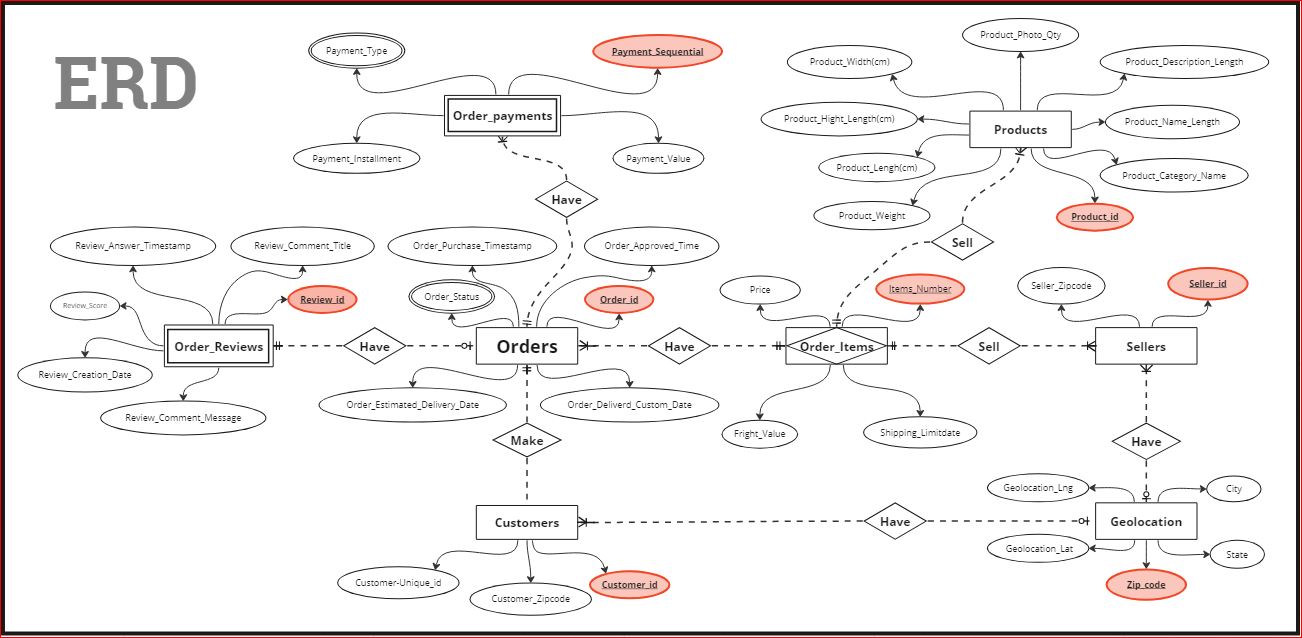 ERD
Payment_Type
Payment_Sequential
Order_payments
Payment_Installment
Payment_Value
Product_Photo_Qty
Product_Width(cm)
Product_Description_Length
Product_Hight_Length(cm)
Products
Product_Name_Length
Product_Lengh(cm)
Product_Category_Name
Product_Weight
Product_id
Have
Sell
Review_Answer_Timestamp
Review_Comment_Title
Order_Purchase_Timestamp
Order_Approved_Time
Review_Score
Review_id
Order_Status
Order_id
Price
Items_Number
Seller_Zipcode
Seller_id
Order_Reviews
Have
Orders
Have
Order_Items
Sell
Sellers
Review_Creation_Date
Review_Comment_Message
Order_Estimated_Delivery_Date
Order_Deliverd_Custom_Date
Fright_Value
Shipping_Limitdate
Make
Have
Geolocation_Lng
City
Customers
Have
Geolocation
Geolocation_Lat
State
Customer-Unique_id
Customer_Zipcode
Customer_id
Zip_code